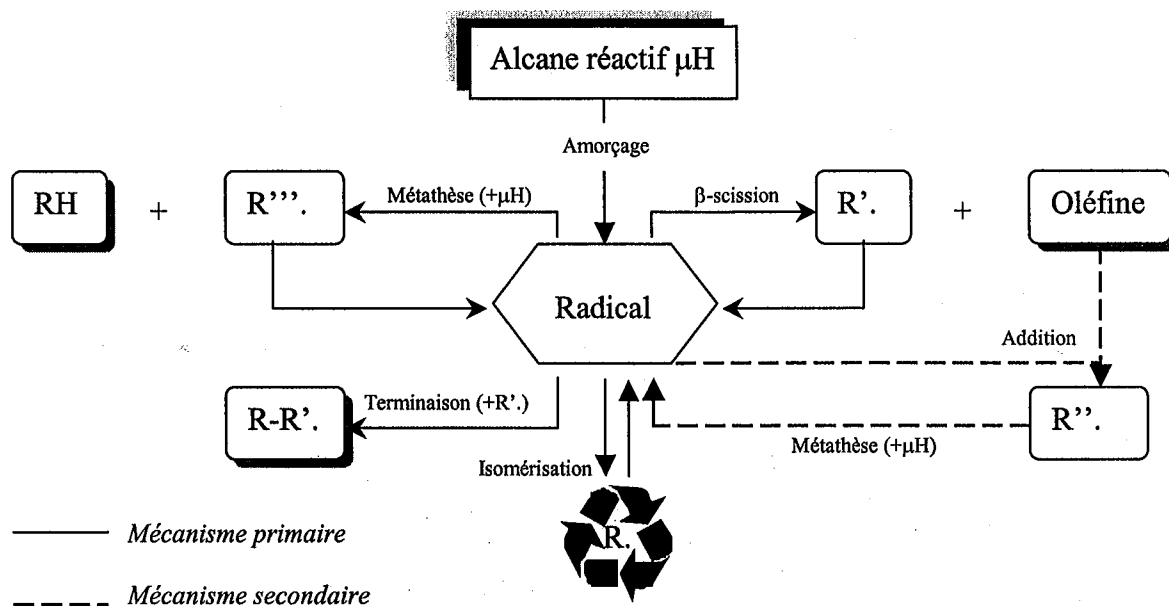 Alcane réactif μH
Amorçage
Métathèse (+μH)
β-scission
RH
+
R’’’.
R’.
+
Oléfine
Radical
Addition
R-R’.
Terminaison (+R’.)
R’’.
Métathèse (+μH)
Isomérisation
R.
Mécanisme primaire
Mécanisme secondaire